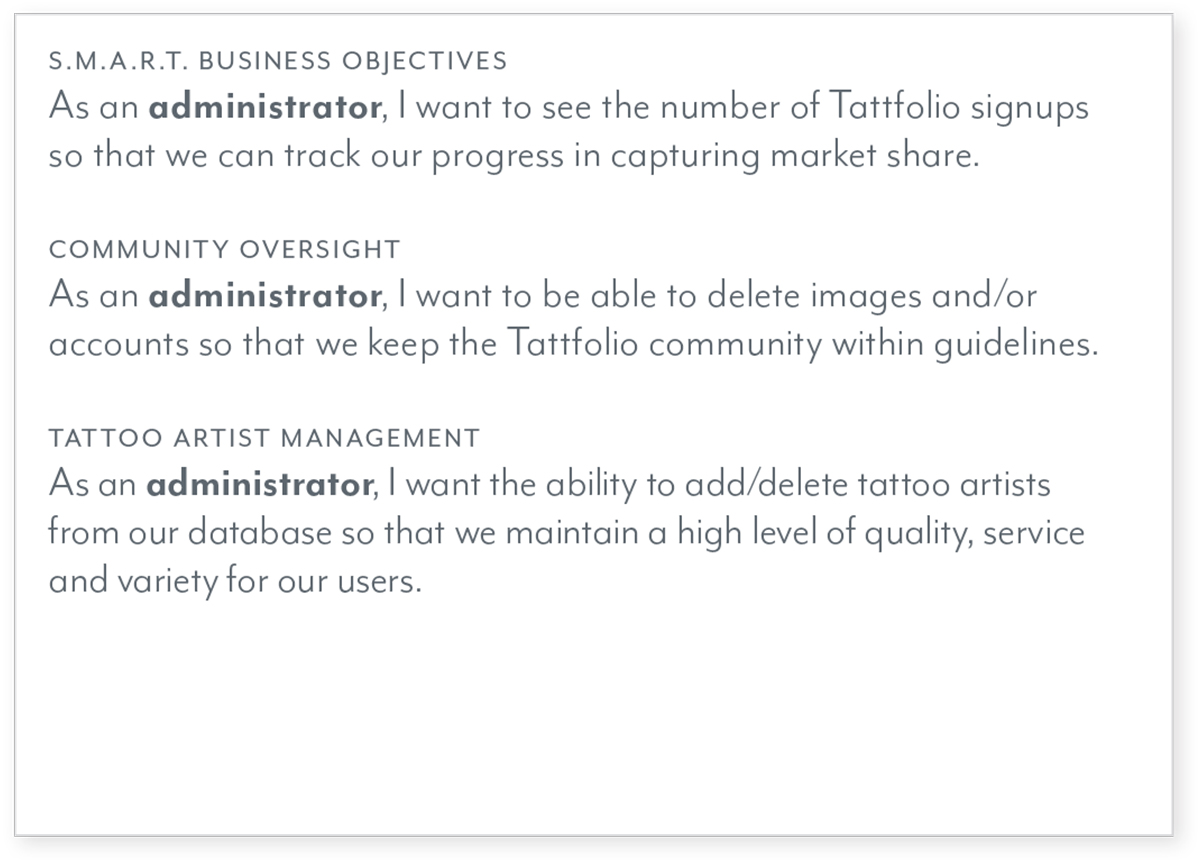 S.M.A.R.T. BUSINESS OBJECTIVES
As an administrator, I want to see the number of Tattfolio signups
so that we can track our progress in capturing market share.
COMMUNITY OVERSIGHT
As an administrator, I want to be able to delete images and/or
accounts so that we keep the Tattfolio community within guidelines.
TATTOO ARTIST MANAGEMENT
As an administrator, I want the ability to add/delete tattoo artists
from our database so that we maintain a high level of quality, service
and variety for our users.